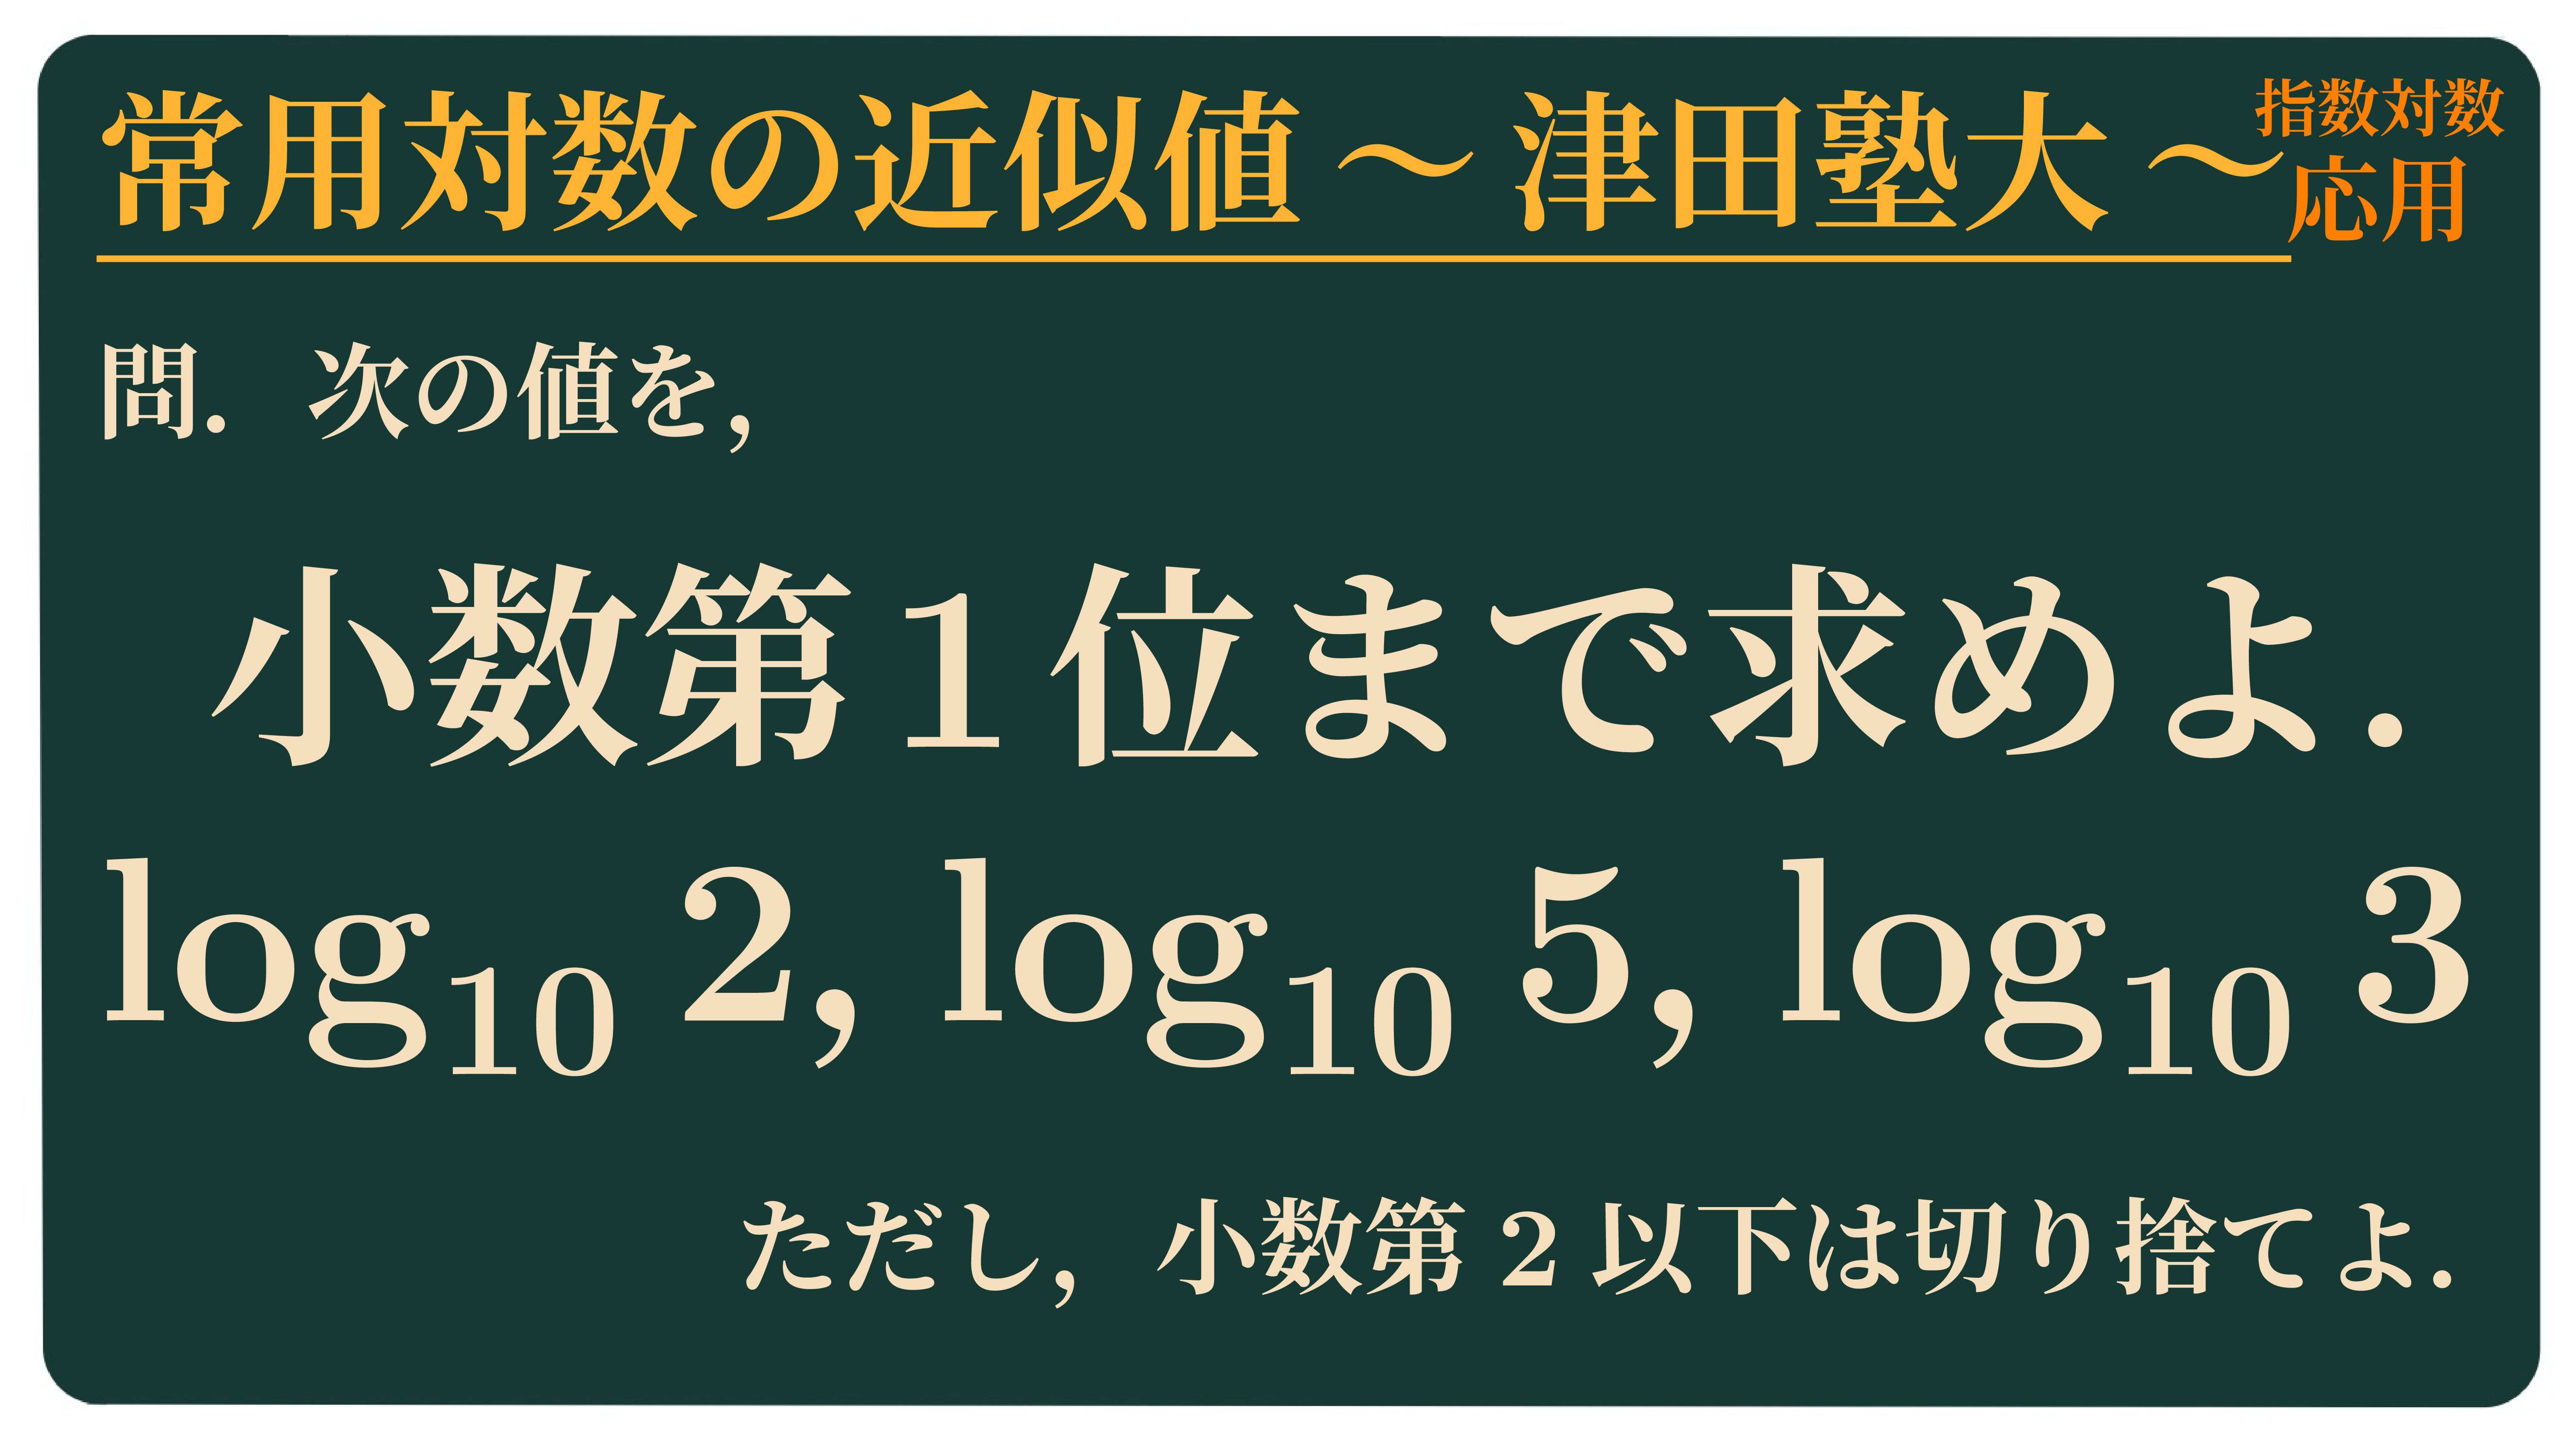 常用対数の近似値 ～ 津田塾大 ～
指数対数
応用
問. 次の値を,
小数第1位まで求めよ.
log₁₀ 2, log₁₀ 5, log₁₀ 3
ただし, 小数第 2 以下は切り捨てよ.